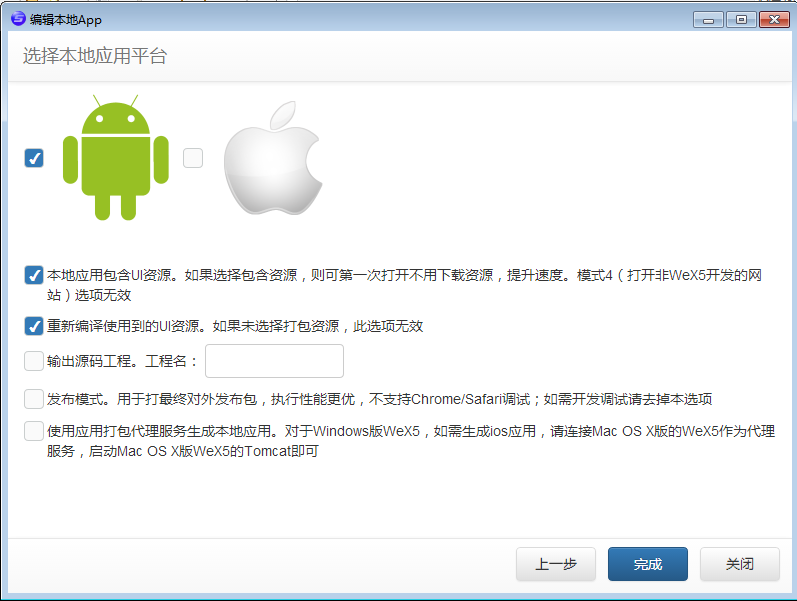 编辑本地App
选择本地应用平台
本地应用包含UI资源。如果选择包含资源，则可第一次打开不用下载资源，提升速度。模式4（打开非WeX5开发的网
站）选项无效
重新编译使用到的UI资源。如果未选择打包资源，此选项无效
输出源码工程。工程名：
发布模式。用于打最终对外发布包，执行性能更优，不支持Chrome/Safari调试；如需开发调试请去掉本选项
使用应用打包代理服务生成本地应用。对于Windows版WeX5，如需生成ios应用，请连接Mac OS X版的WeX5作为代理
服务，启动Mac OS X版WeX5的Tomcat即可
上一步 完成 关闭